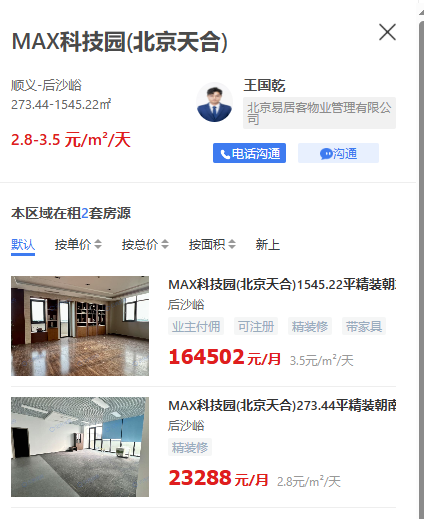 MAX科技园(北京天合)
顺义-后沙峪
273.44-1545.22㎡
2.8-3.5 元/m²/天
王国乾
北京易居客物业管理有限公
司
电话沟通
沟通
本区域在租2套房源
默认
按单价
按总价
按面积
新上
MAX科技园(北京天合)1545.22平精装朝
后沙峪
业主付佣 可注册 精装修 带家具
164502 元/月 3.5元/m²/天
MAX科技园(北京天合)273.44平精装朝南
后沙峪
精装修
23288 元/月 2.8元/m²/天